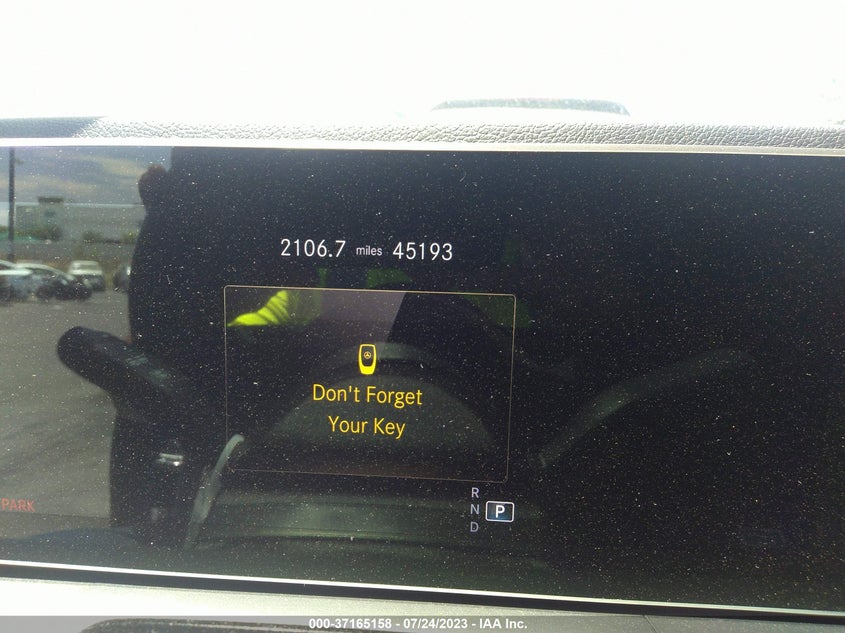 2106.7 miles 45193
Don't Forget
Your Key
R
N P
D
PARK
000-37165158 - 07/24/2023 - IAA Inc.